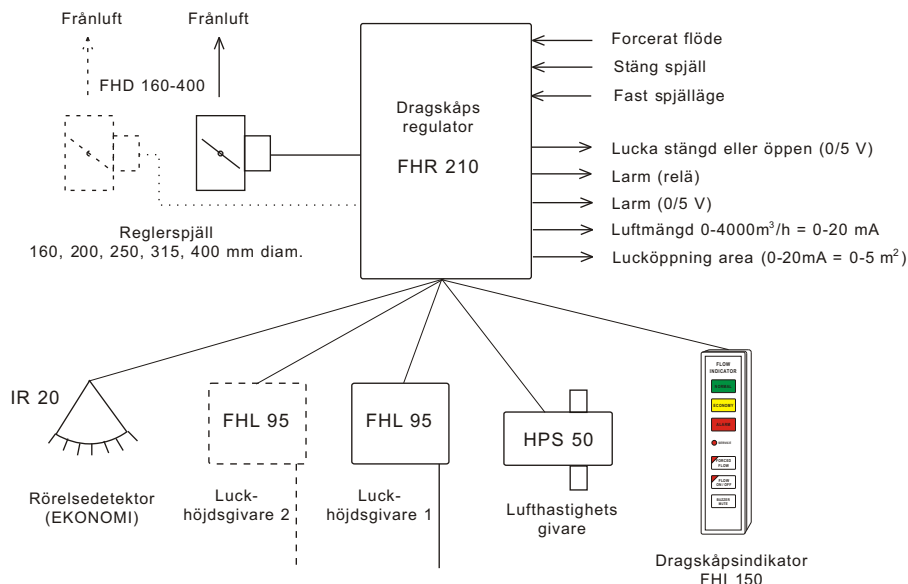 Frånluft
Frånluft
FHD 160-400
Dragskåps
regulator
FHR 210
Forcerat flöde
Stäng spjäll
Fast spjälläge
Lucka stängd eller öppen (0/5 V)
Larm (relä)
Larm (0/5 V)
Luftmängd 0-4000m³/h = 0-20 mA
Lucköppning area (0-20mA = 0-5 m²)
Reglerspjäll
160, 200, 250, 315, 400 mm diam.
IR 20
Rörelsedetektor
(EKONOMI)
FHL 95
Luck-
höjdsgivare 2
FHL 95
Luck-
höjdsgivare 1
HPS 50
Lufthastighets
givare
FLOW
INDICATOR
NORMAL
ECONOMY
ALARM
SERVICE
FORCED
FLOW
FLOW
ON / OFF
BUZZER
MUTE
Dragskåpsindikator
FHI 150